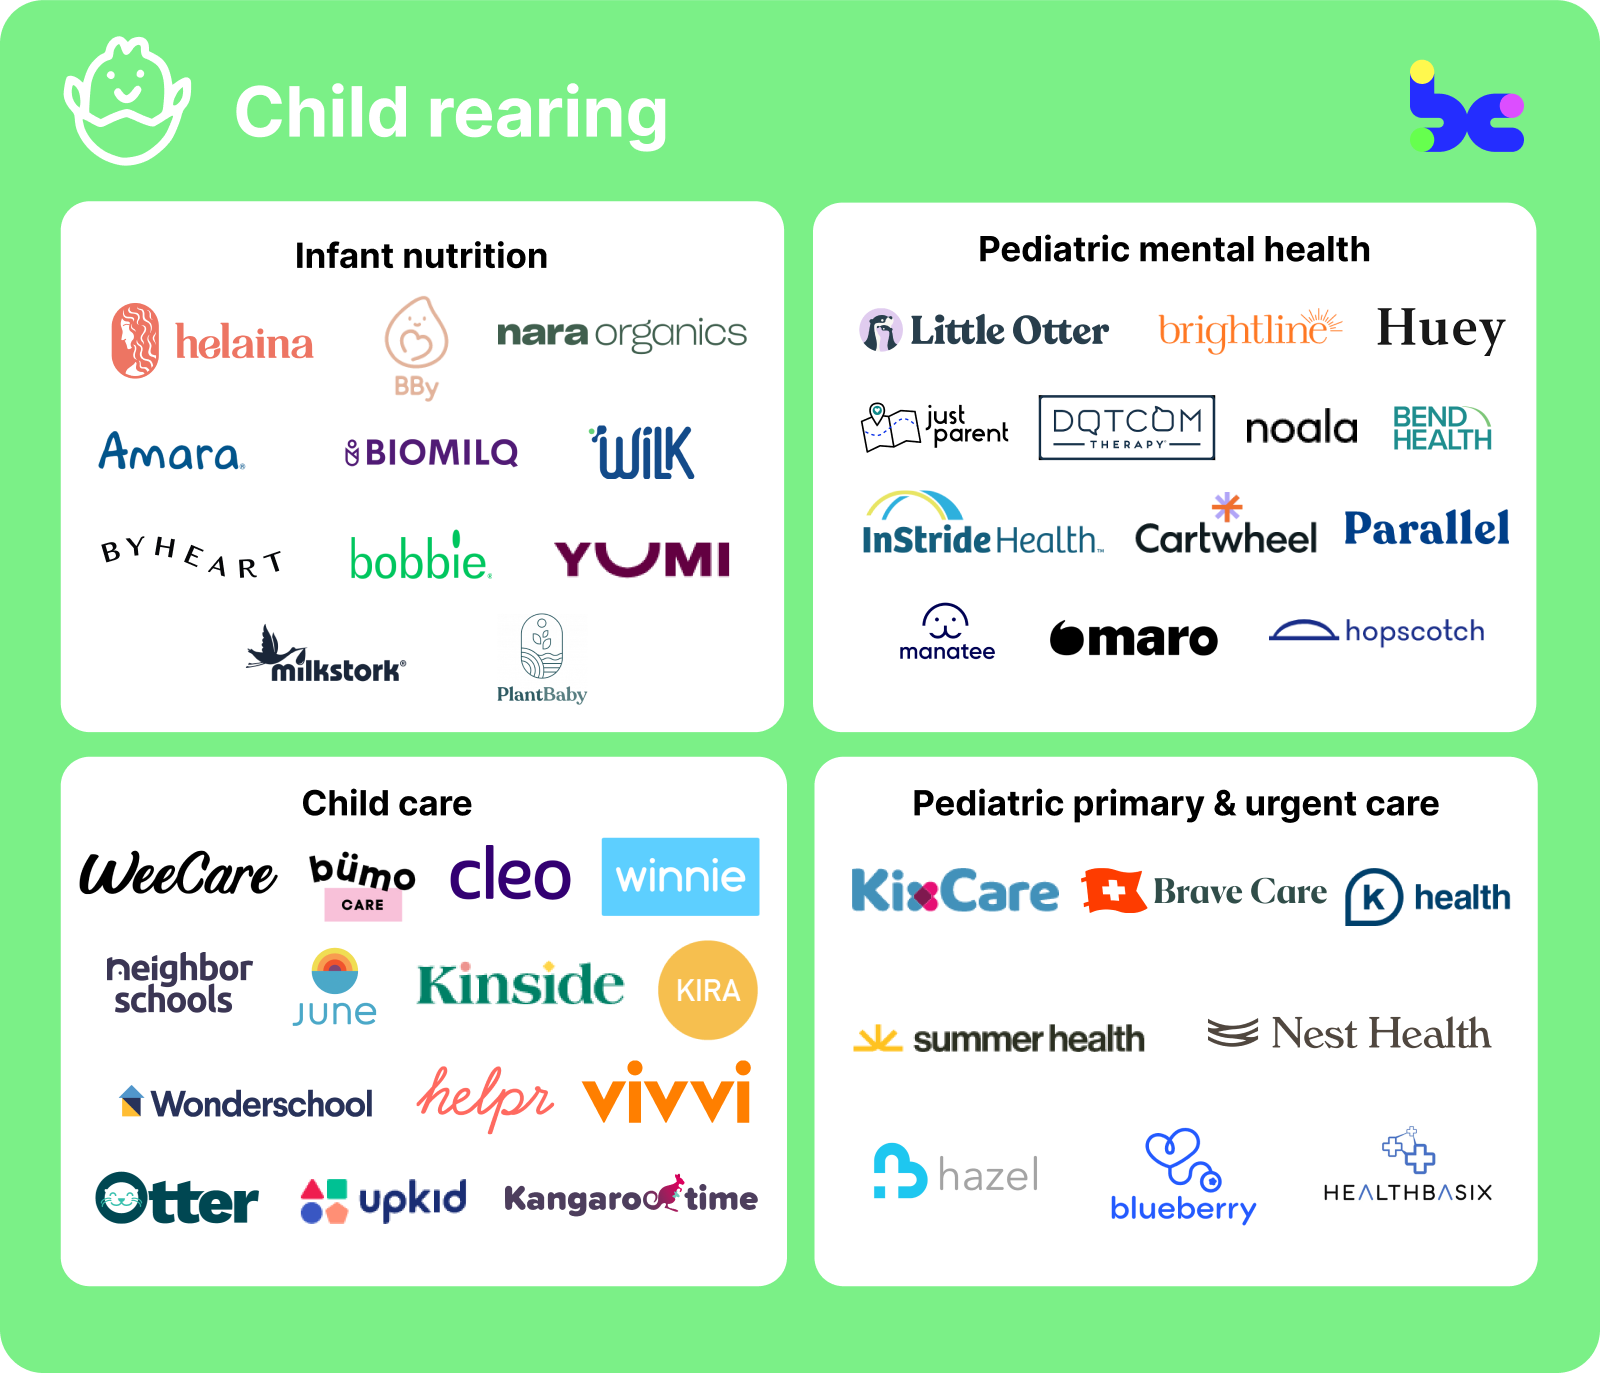 Child rearing
bc
Infant nutrition
helaina
BBy
nara organics
Amara®
BIOMILQ
WiLK
BYHEART
bobbie®
YUMI
milkstork®
PlantBaby
Pediatric mental health
Little Otter
brightline
Huey
just
parent
DOTCOM
THERAPY®
noala
BEND
HEALTH
InStride Health™
Cartwheel
Parallel
manatee
maro
hopscotch
Child care
WeeCare
bümo
CARE
cleo
winnie
neighbor
schools
June
Kinside
KIRA
Wonderschool
helpr
vivvi
Otter
upkid
Kangarootime
Pediatric primary & urgent care
KixCare
Brave Care
k health
summer health
Nest Health
hazel
blueberry
HEALTHBASIX